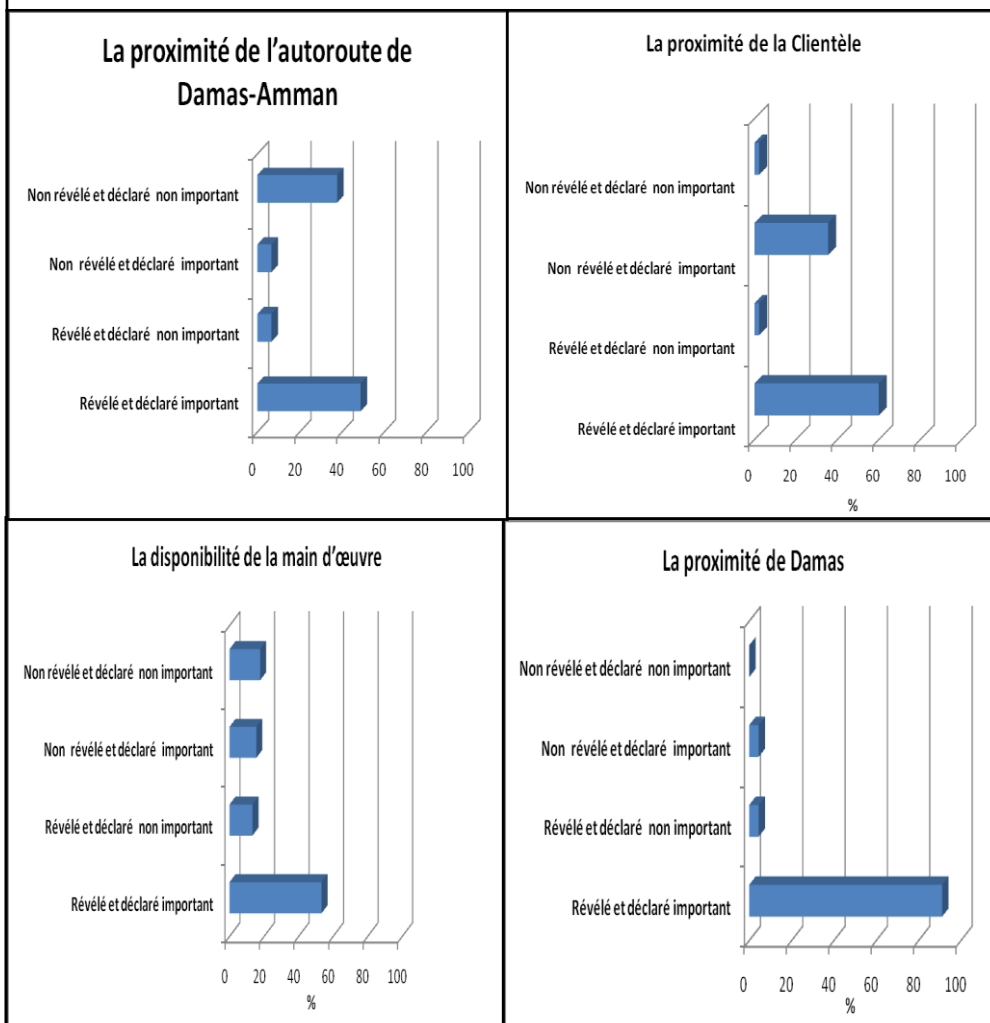 La proximité de l'autoroute de
Damas-Amman
Non révélé et déclaré non important
Non révélé et déclaré important
Révélé et déclaré non important
Révélé et déclaré important
0 20 40 60 80 100
La proximité de la Clientèle
Non révélé et déclaré non important
Non révélé et déclaré important
Révélé et déclaré non important
Révélé et déclaré important
0 20 40 60 80 100
%
La disponibilité de la main d'œuvre
Non révélé et déclaré non important
Non révélé et déclaré important
Révélé et déclaré non important
Révélé et déclaré important
0 20 40 60 80 100
%
La proximité de Damas
Non révélé et déclaré non important
Non révélé et déclaré important
Révélé et déclaré non important
Révélé et déclaré important
0 20 40 60 80 100
%